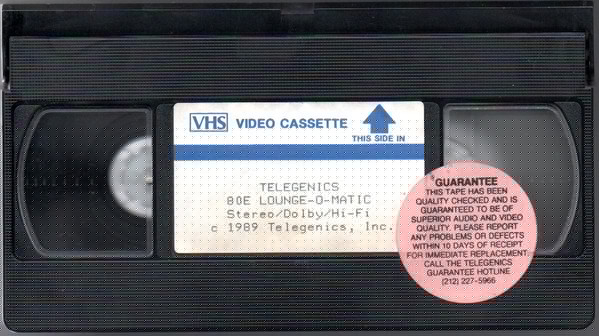 VHS VIDEO CASSETTE
THIS SIDE IN
TELEGENICS
80E LOUNGE-O-MATIC
Stereo/Dolby/Hi-Fi
c 1989 Telegenics, Inc.
GUARANTEE
THIS TAPE HAS BEEN
QUALITY CHECKED AND IS
GUARANTEED TO BE OF
SUPERIOR AUDIO AND VIDEO
QUALITY. PLEASE REPORT
ANY PROBLEMS OR DEFECTS
WITHIN 10 DAYS OF RECEIPT
FOR IMMEDIATE REPLACEMENT.
CALL THE TELEGENICS
GUARANTEE HOTLINE
(212) 227-5966